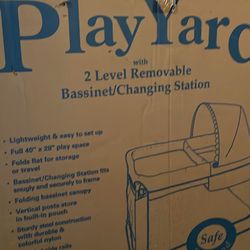 PlayYard
with
2 Level Removable
Bassinet/Changing Station
• Lightweight & easy to set up
• Full 40" x 28" play space
• Folds flat for storage
or travel
• Bassinet/Changing Station fits
snugly and securely to frame
• Folding bassinet canopy
• Vertical posts store
in built-in pouch
• Sturdy steel construction
with durable &
colorful nylon
Safe